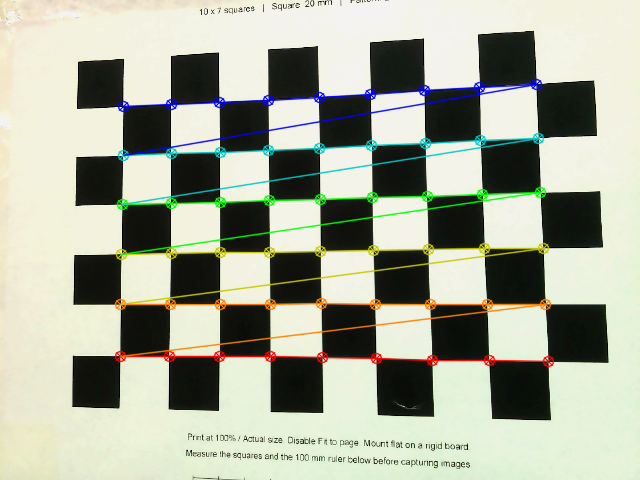 10 x 7 squares | Square 20 mm |
Print at 100% / Actual size. Disable Fit to page. Mount flat on a rigid board.
Measure the squares and the 100 mm ruler below before capturing images.